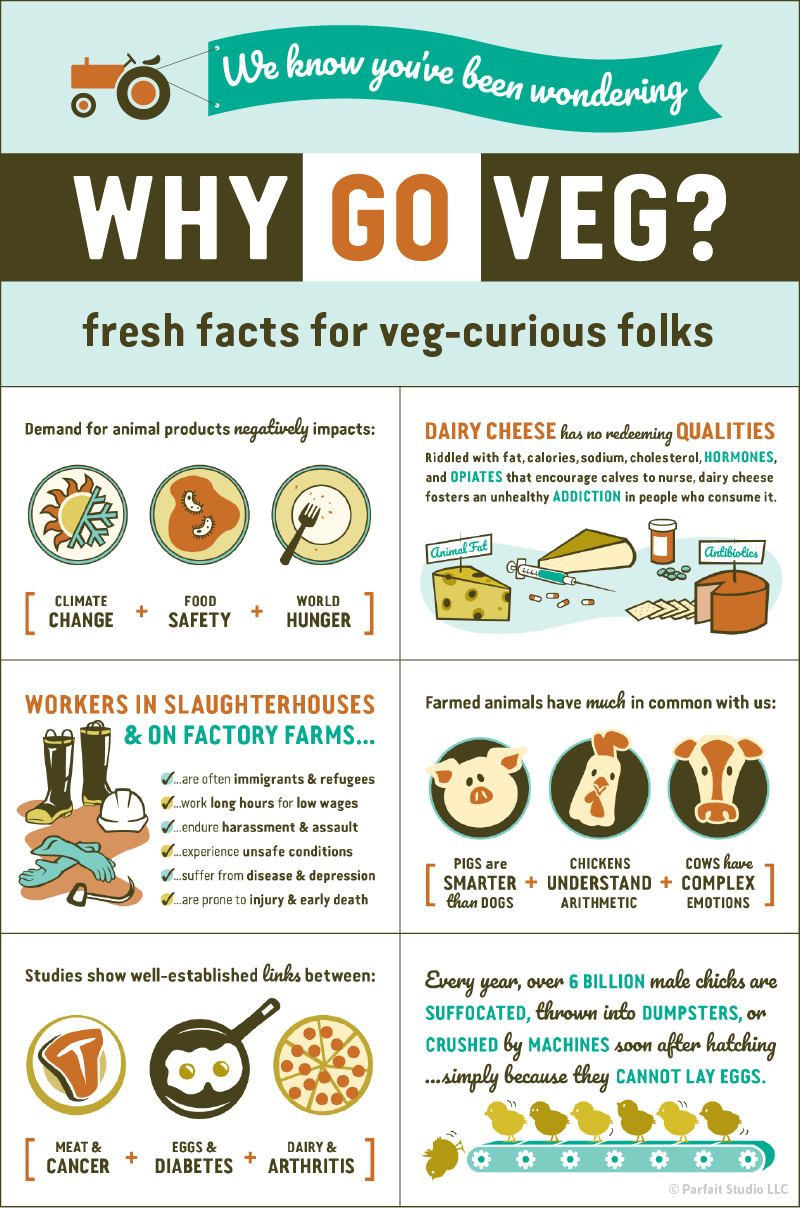 We know you've been wondering
WHY GO VEG?
fresh facts for veg-curious folks
Demand for animal products negatively impacts:
[ CLIMATE CHANGE + FOOD SAFETY + WORLD HUNGER ]
DAIRY CHEESE has no redeeming QUALITIES
Riddled with fat, calories, sodium, cholesterol, HORMONES,
and OPIATES that encourage calves to nurse, dairy cheese
fosters an unhealthy ADDICTION in people who consume it.
Animal Fat
Antibiotics
WORKERS IN SLAUGHTERHOUSES
& ON FACTORY FARMS...
...are often immigrants & refugees
...work long hours for low wages
...endure harassment & assault
...experience unsafe conditions
...suffer from disease & depression
...are prone to injury & early death
Farmed animals have much in common with us:
[ PIGS are SMARTER than DOGS + CHICKENS UNDERSTAND ARITHMETIC + COWS have COMPLEX EMOTIONS ]
Studies show well-established links between:
[ MEAT & CANCER + EGGS & DIABETES + DAIRY & ARTHRITIS ]
Every year, over 6 BILLION male chicks are
SUFFOCATED, thrown into DUMPSTERS, or
CRUSHED by MACHINES soon after hatching
...simply because they CANNOT LAY EGGS.
© Parfait Studio LLC